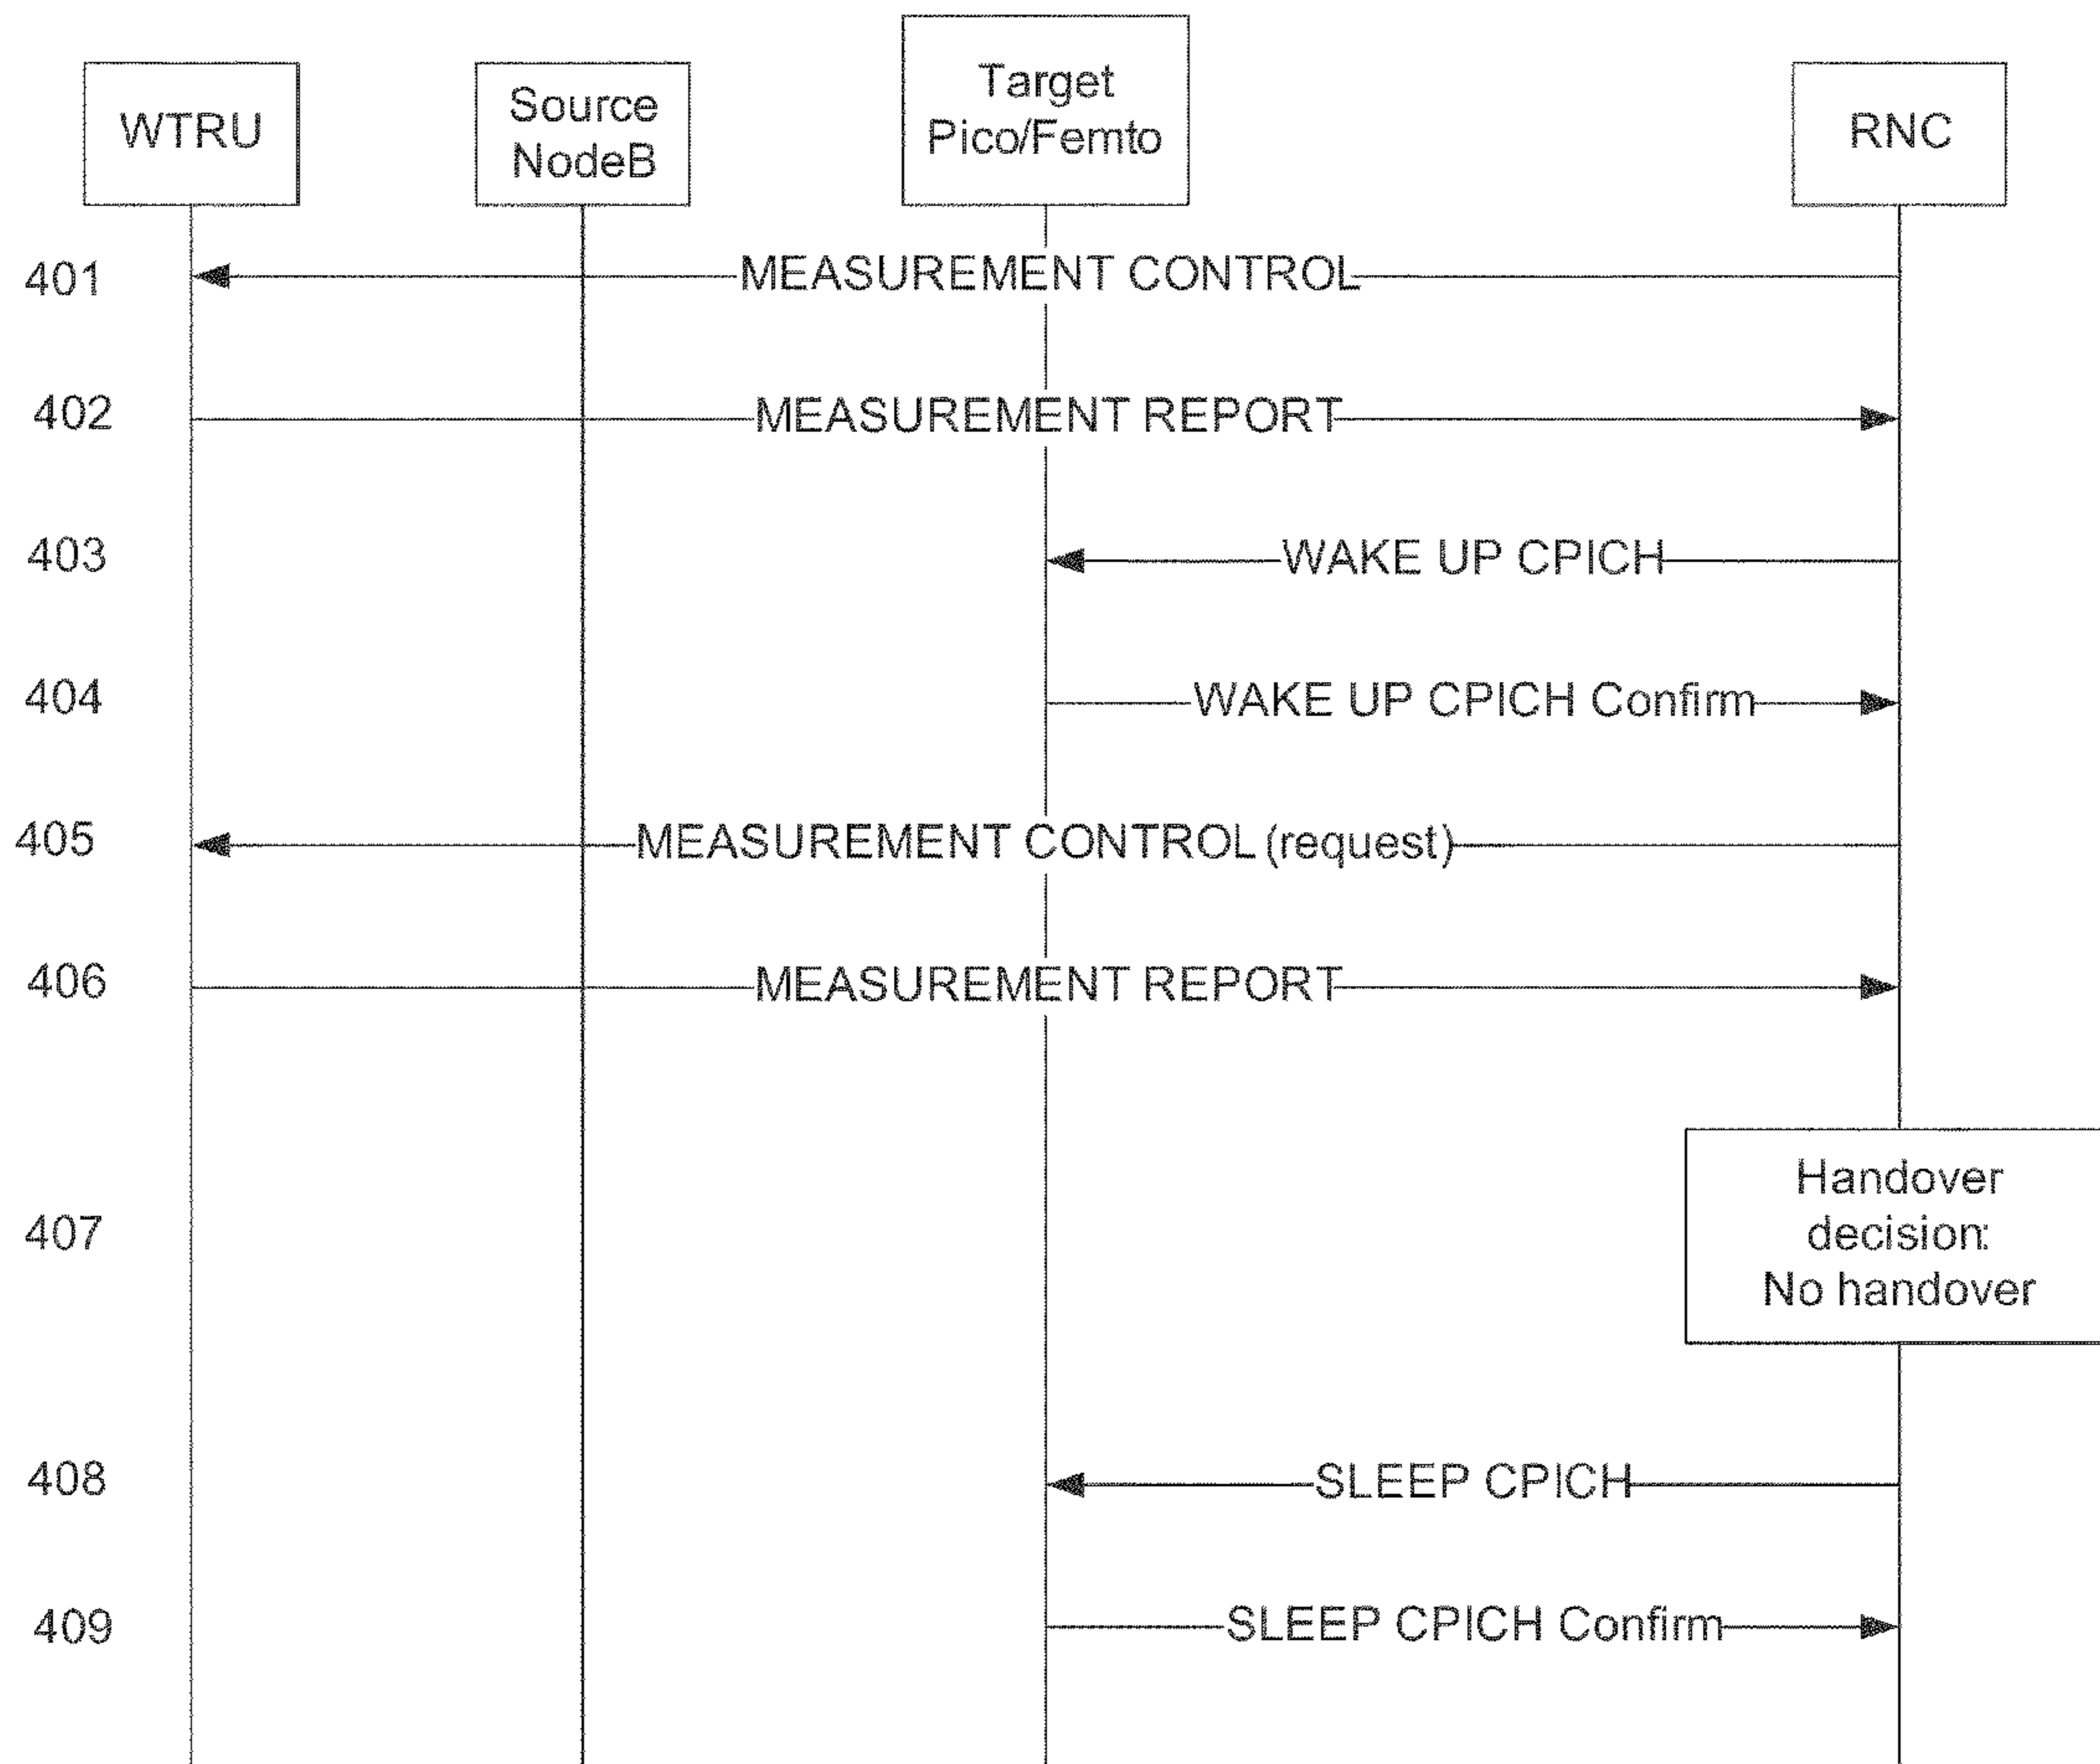 WTRU
Source
NodeB
Target
Pico/Femto
RNC
401
MEASUREMENT CONTROL
402
MEASUREMENT REPORT
403
WAKE UP CPICH
404
WAKE UP CPICH Confirm
405
MEASUREMENT CONTROL (request)
406
MEASUREMENT REPORT
407
Handover
decision:
No handover
408
SLEEP CPICH
409
SLEEP CPICH Confirm